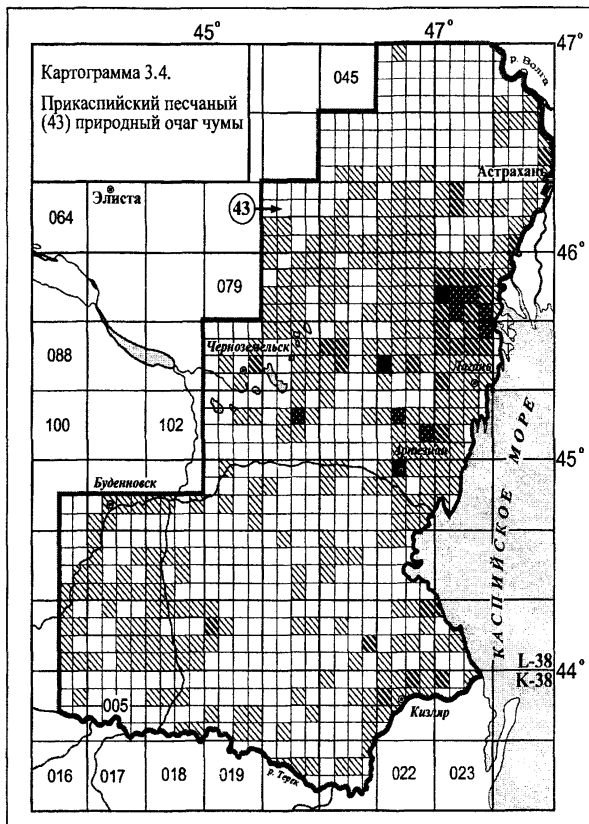 45°
47°
47°
Картограмма 3.4.
Прикаспийский песчаный
(43) природный очаг чумы
045
р. Волга
Астрахань
Элиста
064
43
46°
079
Черноземельск
088
Лагань
100
102
Артезиан
45°
Буденновск
КАСПИЙСКОЕ МОРЕ
L-38
K-38
44°
005
Кизляр
016
017
018
019
р. Терек
022
023